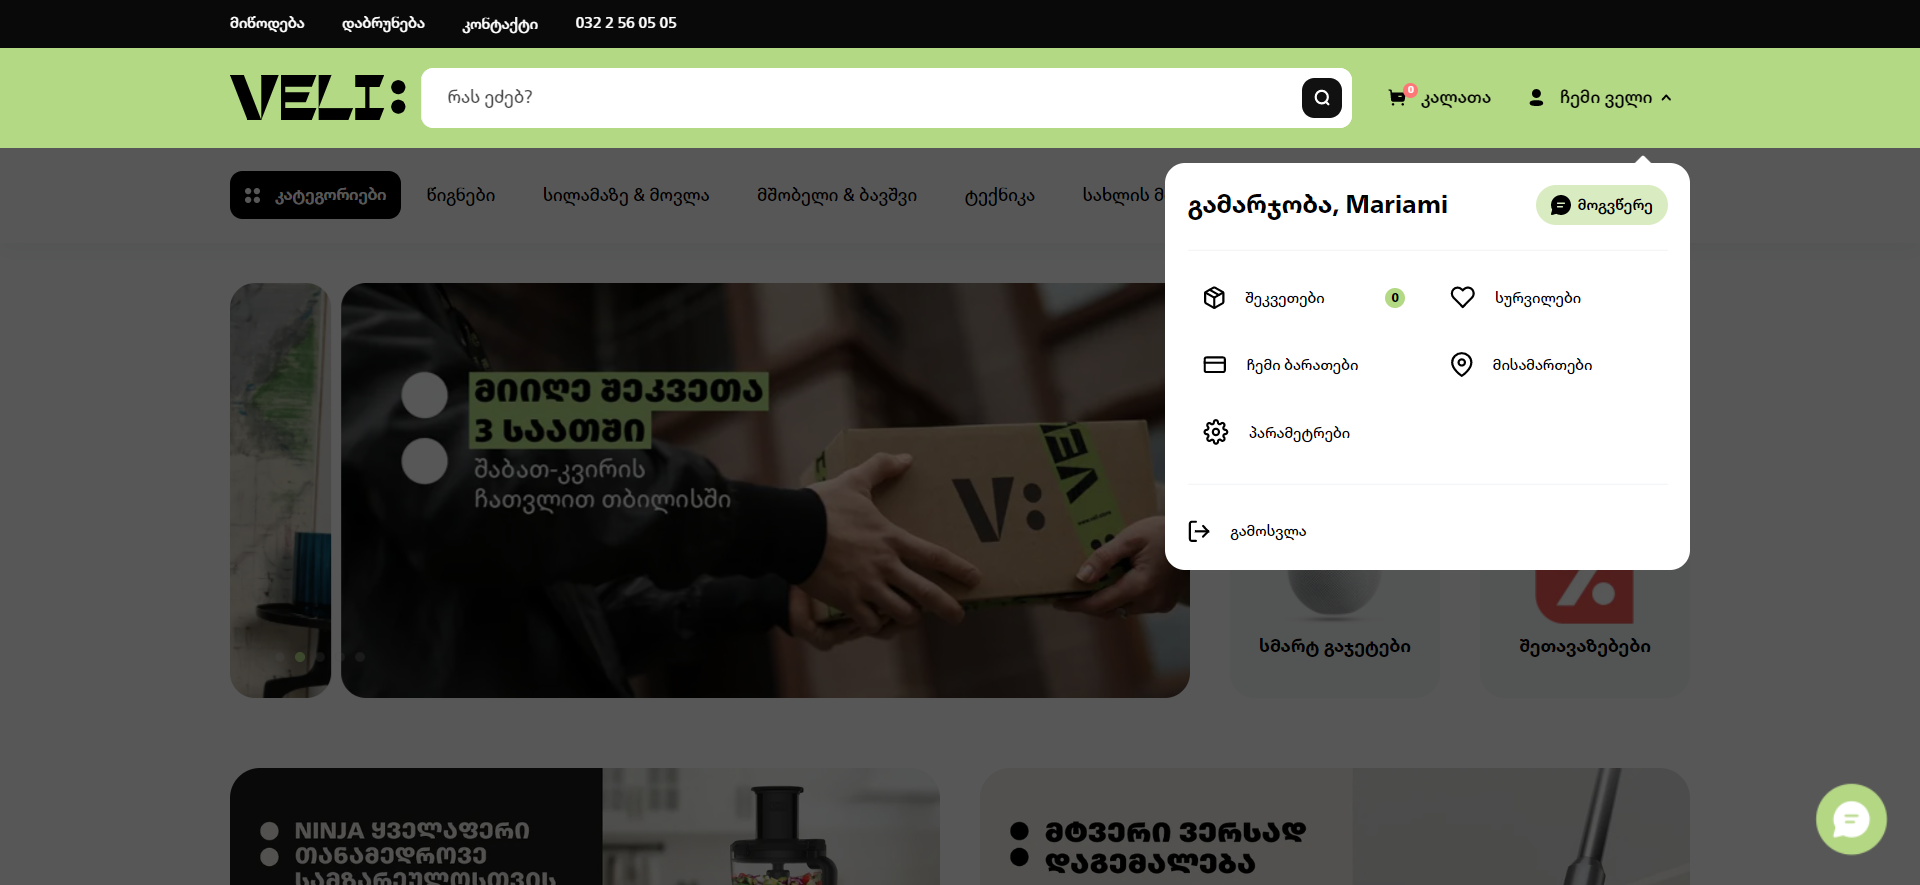 მიწოდება
დაბრუნება
კონტაქტი
032 2 56 05 05
VELI:
რას ეძებ?
0
კალათა
ჩემი ველი
კატეგორიები
წიგნები
სილამაზე & მოვლა
მშობელი & ბავშვი
ტექნიკა
სახლის
გამარჯობა, Mariami
მოგვწერე
შეკვეთები
0
სურვილები
ჩემი ბარათები
მისამართები
პარამეტრები
გამოსვლა
მიიღე შეკვეთა
3 საათში
შაბათ-კვირის
ჩათვლით თბილისში
V:
სმარტ გაჯეტები
შეთავაზებები
NINJA ყველაფერი
თანამედროვე
სამზარეულოსთვის
მტვერი ვერსად
დაგემალება